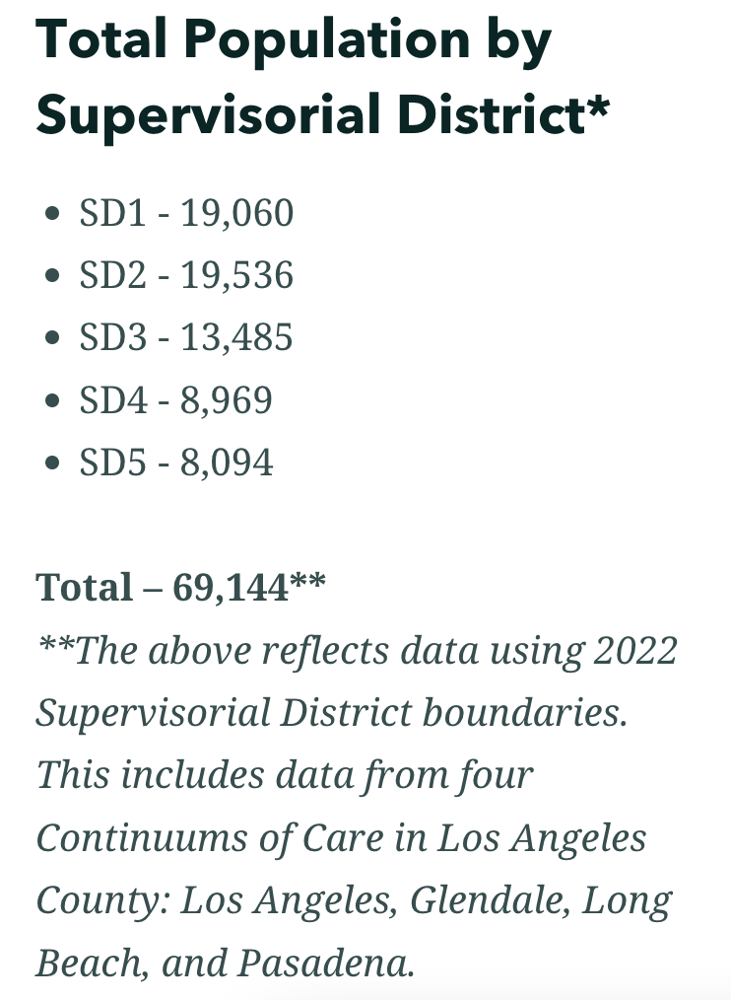 Total Population by
Supervisorial District*
• SD1 - 19,060
• SD2 - 19,536
• SD3 - 13,485
• SD4 - 8,969
• SD5 - 8,094
Total – 69,144**
**The above reflects data using 2022
Supervisorial District boundaries.
This includes data from four
Continuums of Care in Los Angeles
County: Los Angeles, Glendale, Long
Beach, and Pasadena.